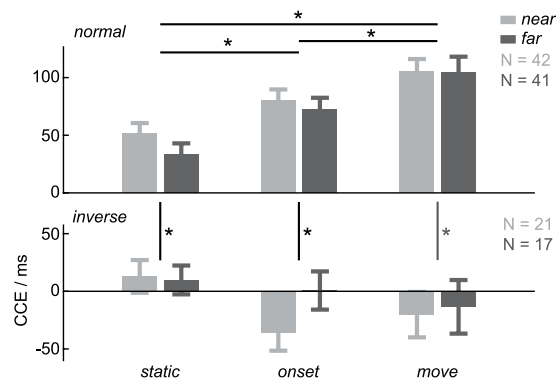 normal
*
near
far
*
*
N = 42
N = 41
100
50
0
inverse
*
*
*
N = 21
N = 17
50
0
-50
CCE / ms
static
onset
move